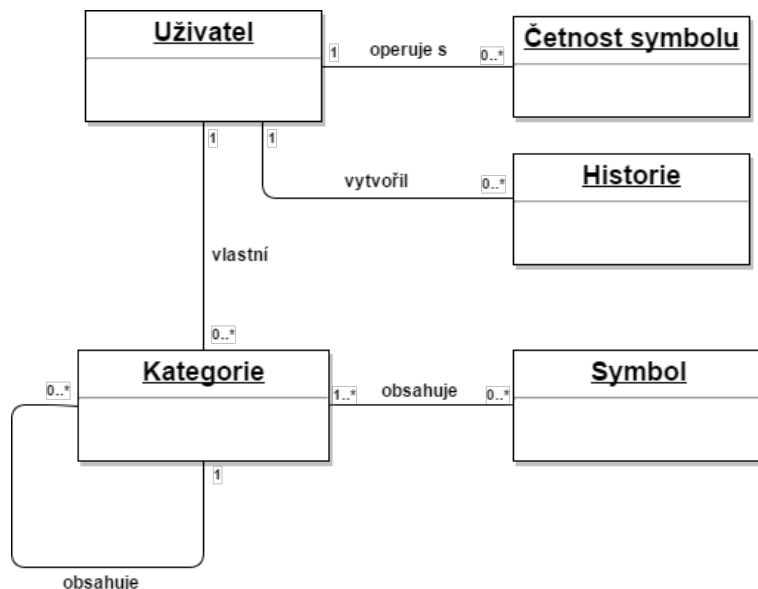 Uživatel
Četnost symbolu
1 operuje s 0..*
1
1
Historie
vytvořil 0..*
vlastní
0..*
Kategorie
Symbol
0..*
1..* obsahuje 0..*
1
obsahuje